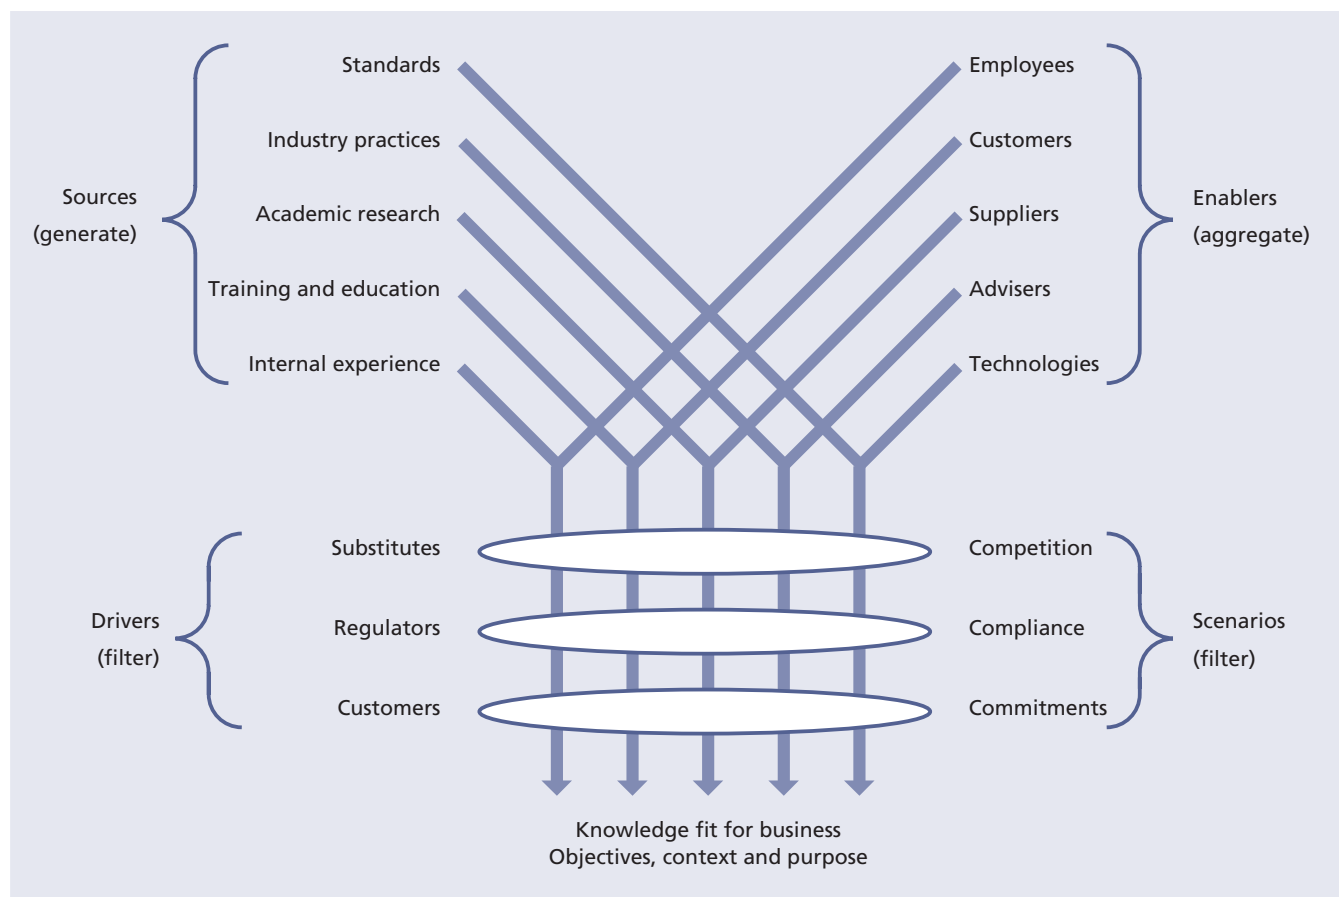 Standards
Industry practices
Academic research
Training and education
Internal experience
Sources
(generate)
Employees
Customers
Suppliers
Advisers
Technologies
Enablers
(aggregate)
Substitutes
Regulators
Customers
Drivers
(filter)
Competition
Compliance
Commitments
Scenarios
(filter)
Knowledge fit for business
Objectives, context and purpose